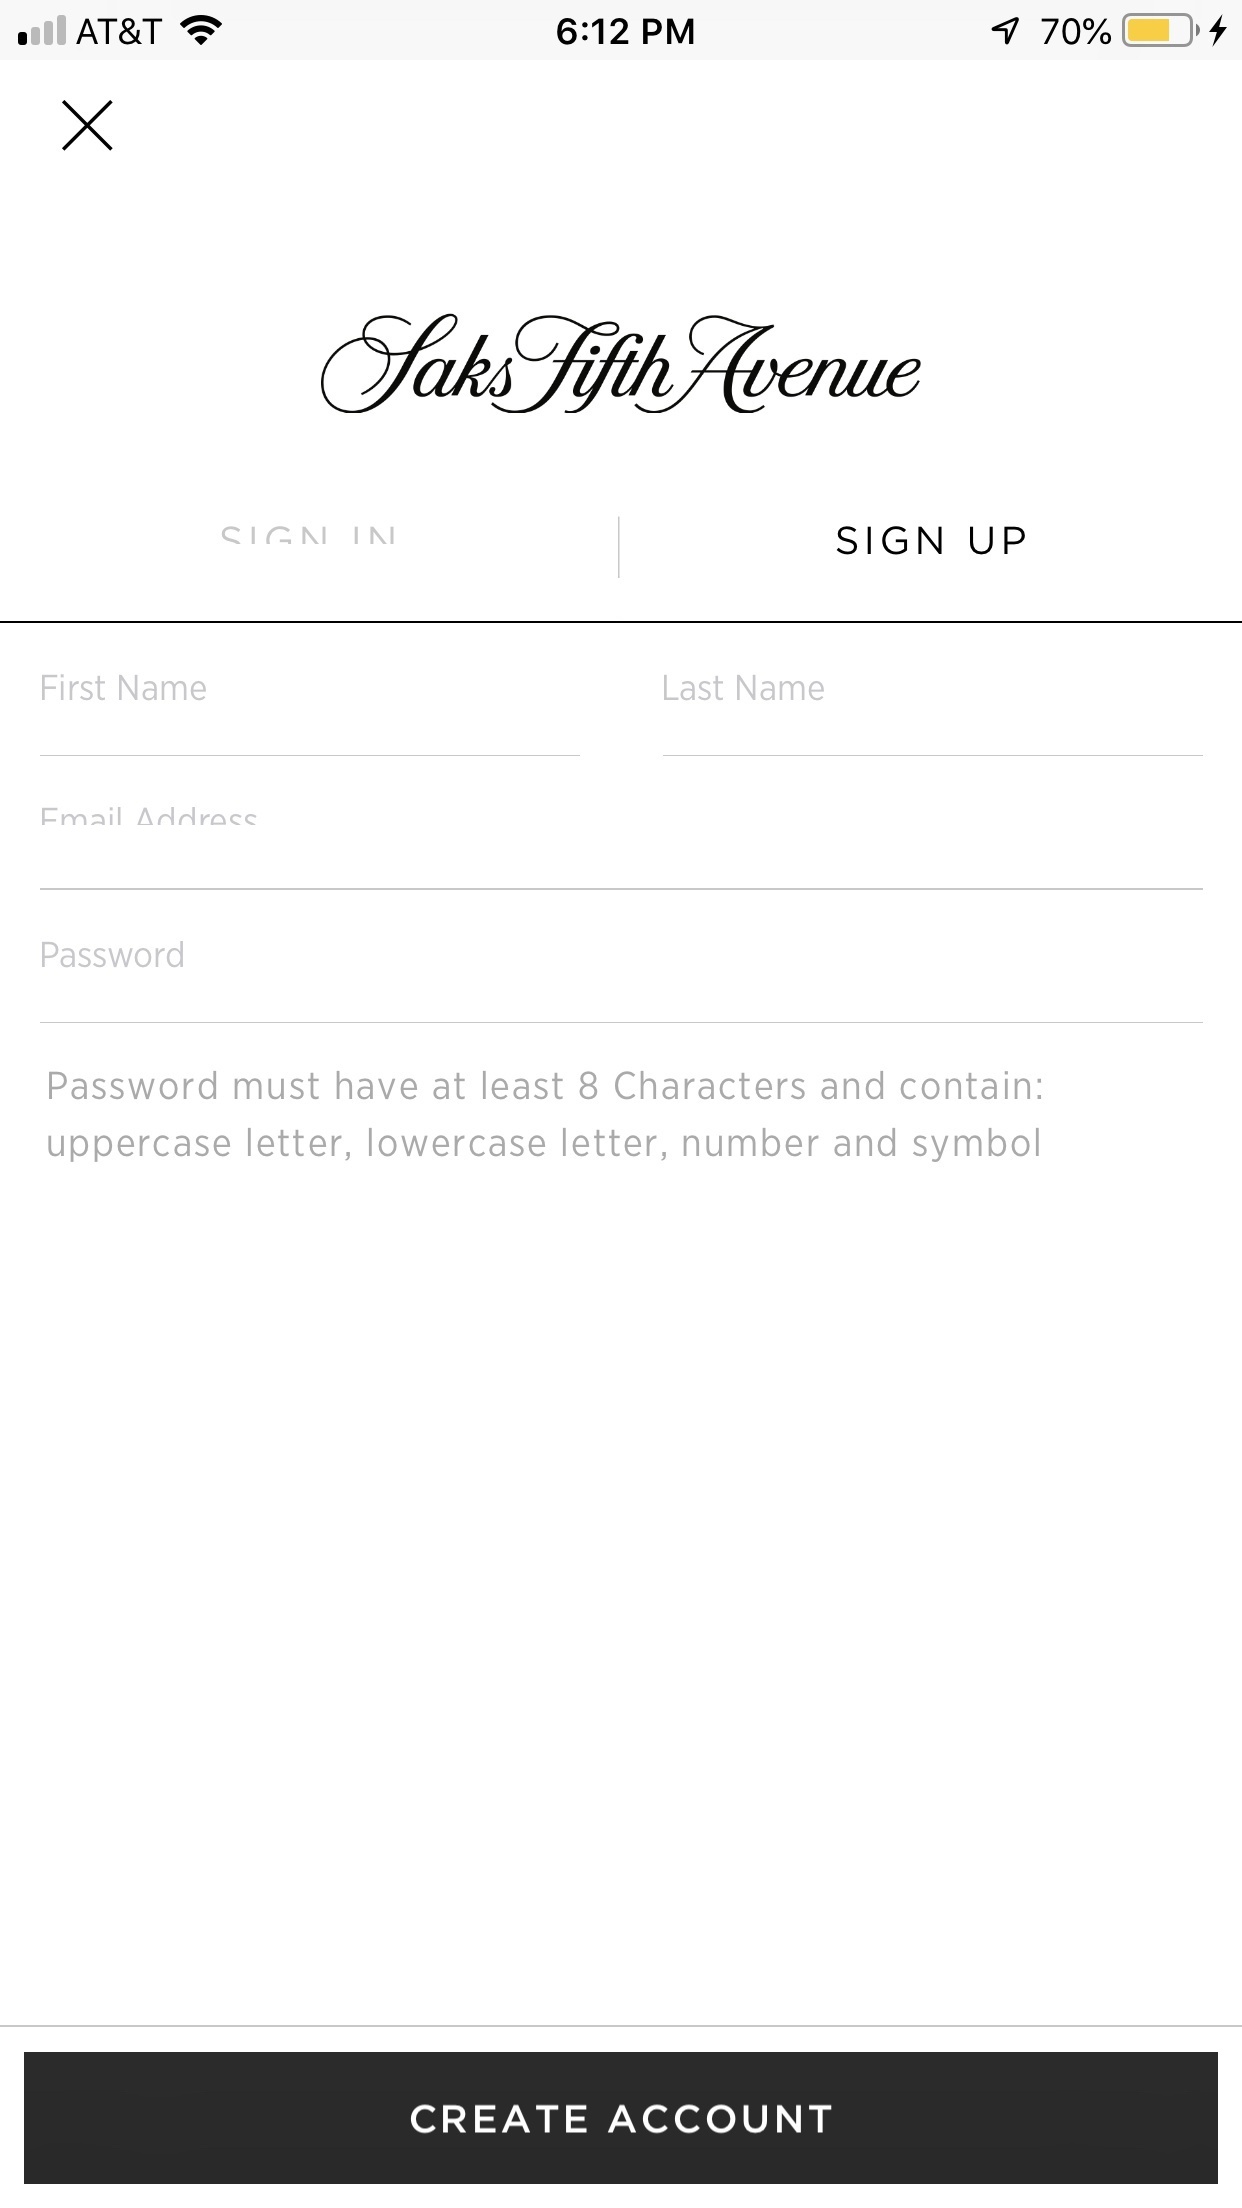 AT&T 6:12 PM 70%
Saks Fifth Avenue
SIGN IN SIGN UP
First Name Last Name
Email Address
Password
Password must have at least 8 Characters and contain:
uppercase letter, lowercase letter, number and symbol
CREATE ACCOUNT